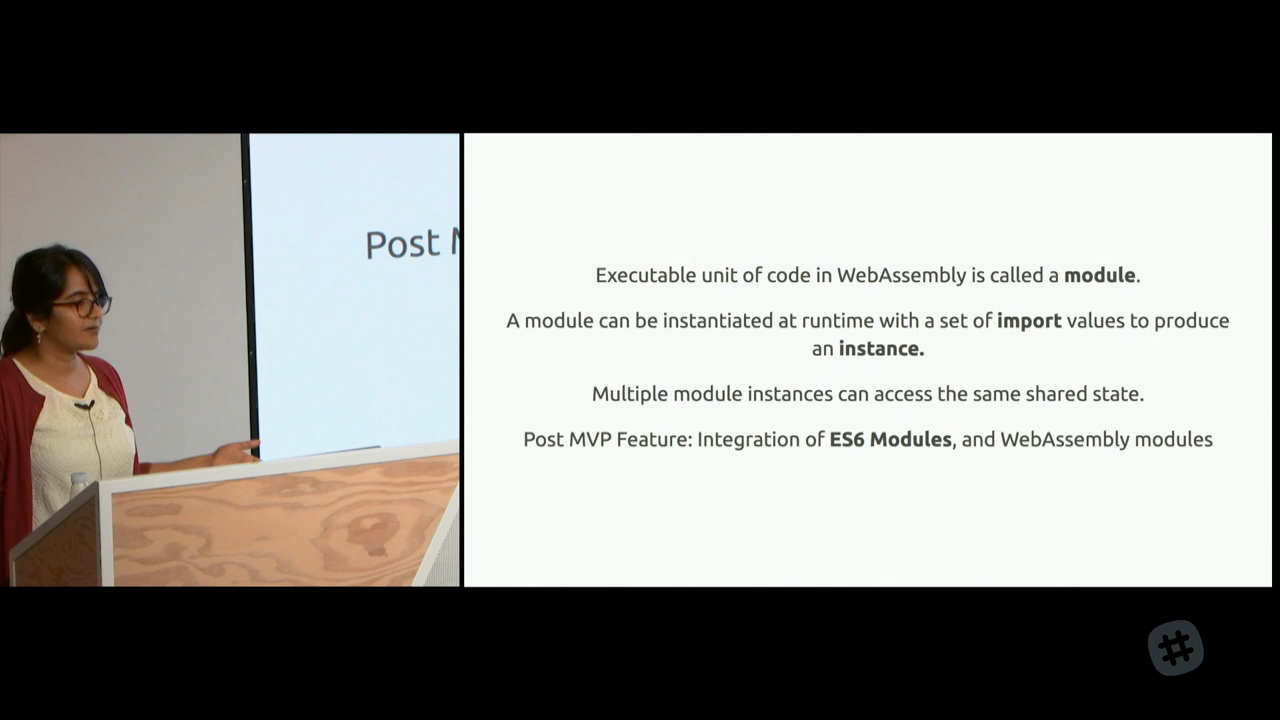 Post
Executable unit of code in WebAssembly is called a module.
A module can be instantiated at runtime with a set of import values to produce
an instance.
Multiple module instances can access the same shared state.
Post MVP Feature: Integration of ES6 Modules, and WebAssembly modules